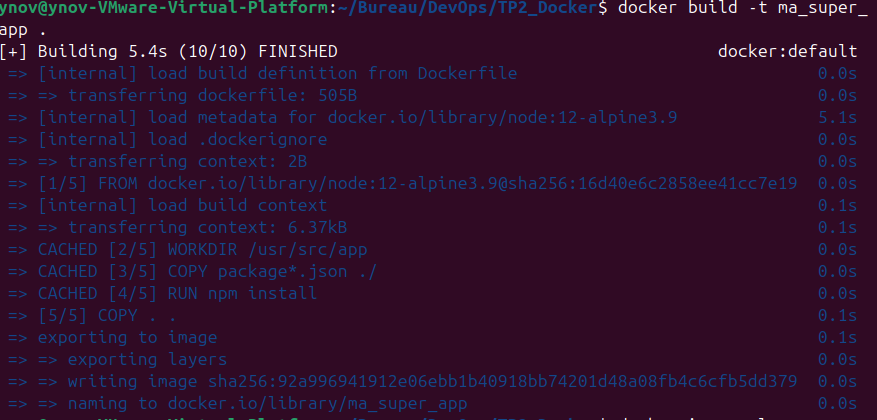 ynov@ynov-VMware-Virtual-Platform:~/Bureau/DevOps/TP2_Docker$ docker build -t ma_super_
app .
[+] Building 5.4s (10/10) FINISHED docker:default
=> [internal] load build definition from Dockerfile 0.0s
=> => transferring dockerfile: 505B 0.0s
=> [internal] load metadata for docker.io/library/node:12-alpine3.9 5.1s
=> [internal] load .dockerignore 0.0s
=> => transferring context: 2B 0.0s
=> [1/5] FROM docker.io/library/node:12-alpine3.9@sha256:16d40e6c2858ee41cc7e19 0.0s
=> [internal] load build context 0.1s
=> => transferring context: 6.37kB 0.1s
=> CACHED [2/5] WORKDIR /usr/src/app 0.0s
=> CACHED [3/5] COPY package*.json ./ 0.0s
=> CACHED [4/5] RUN npm install 0.0s
=> [5/5] COPY . . 0.1s
=> exporting to image 0.1s
=> => exporting layers 0.0s
=> => writing image sha256:92a996941912e06ebb1b40918bb74201d48a08fb4c6cfb5dd379 0.0s
=> => naming to docker.io/library/ma_super_app 0.0s